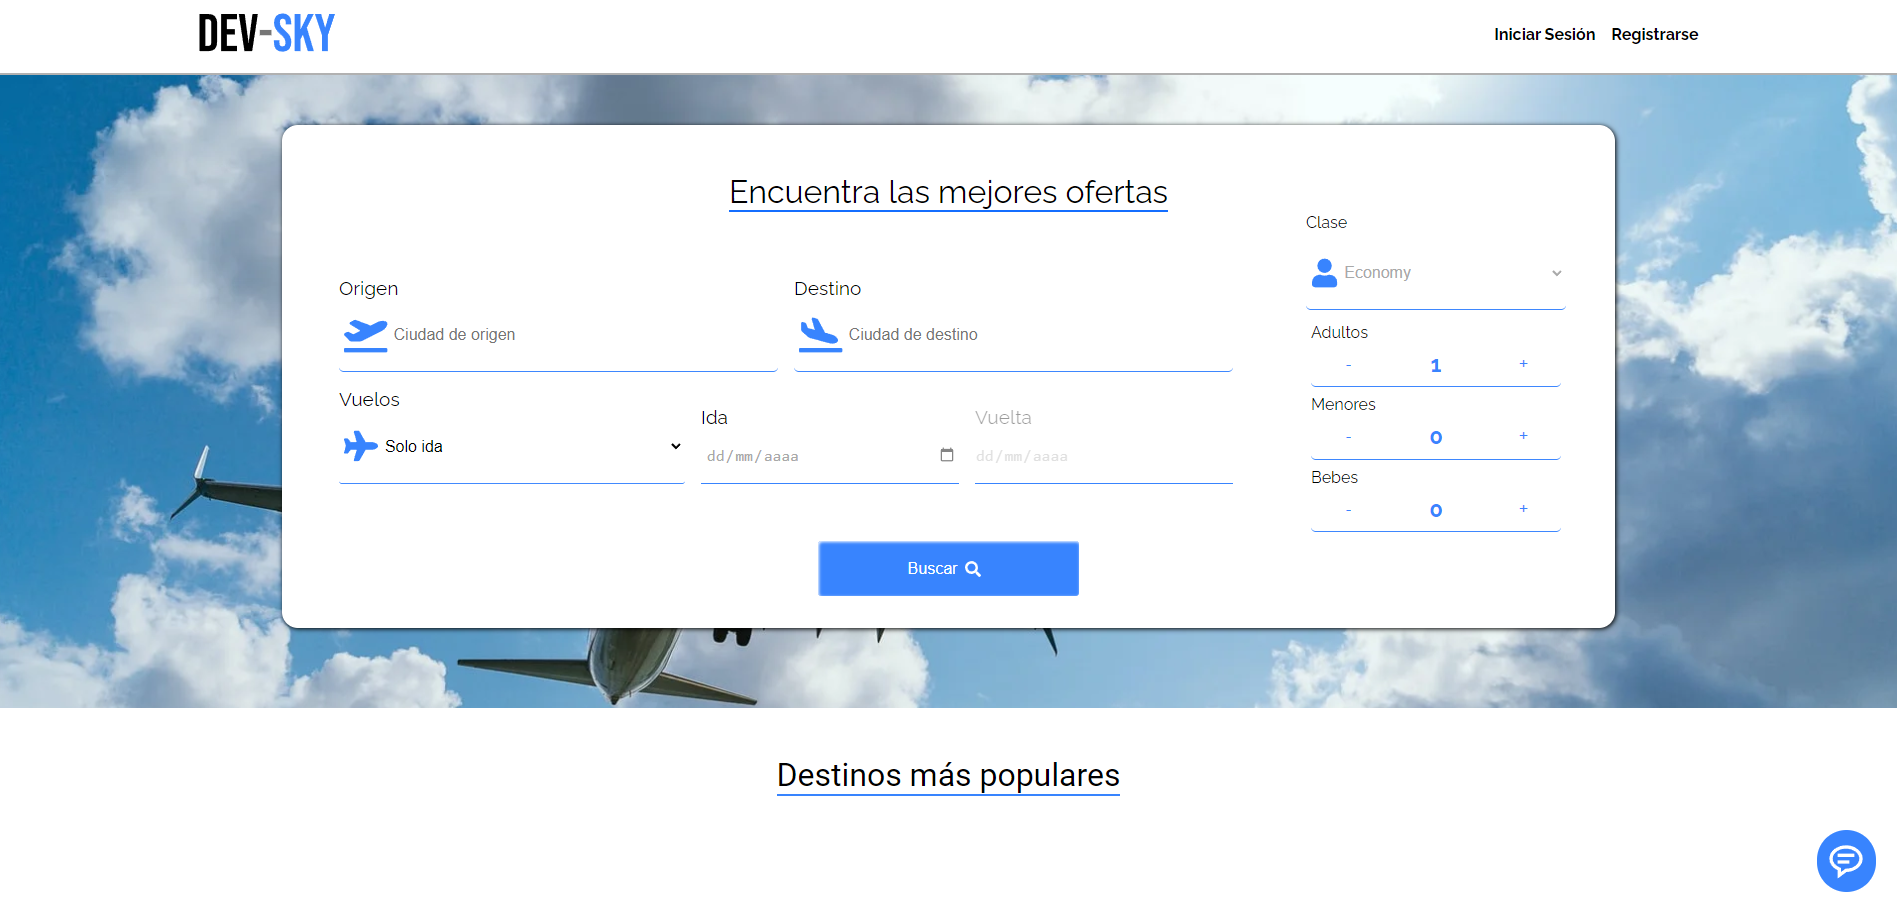 DEV-SKY
Iniciar Sesión Registrarse
Encuentra las mejores ofertas
Origen
Ciudad de origen
Destino
Ciudad de destino
Vuelos
Solo ida
Ida
dd/mm/aaaa
Vuelta
dd/mm/aaaa
Clase
Economy
Adultos
- 1 +
Menores
- 0 +
Bebes
- 0 +
Buscar
Destinos más populares